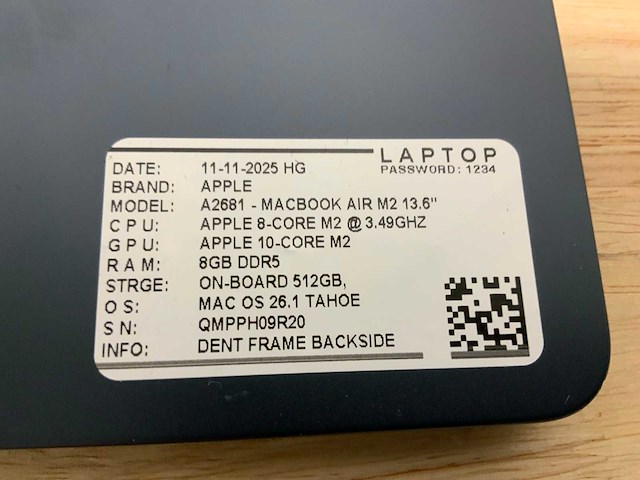 LAPTOP
PASSWORD: 1234
DATE: 11-11-2025 HG
BRAND: APPLE
MODEL: A2681 - MACBOOK AIR M2 13.6"
CPU: APPLE 8-CORE M2 @ 3.49GHZ
GPU: APPLE 10-CORE M2
RAM: 8GB DDR5
STRGE: ON-BOARD 512GB,
OS: MAC OS 26.1 TAHOE
SN: QMPPH09R20
INFO: DENT FRAME BACKSIDE